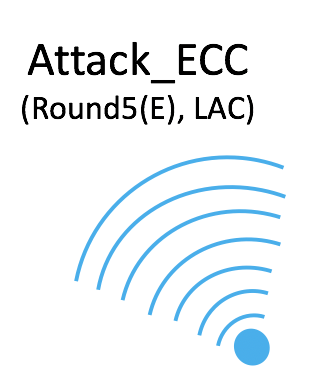 Attack_ECC
(Round5(E), LAC)